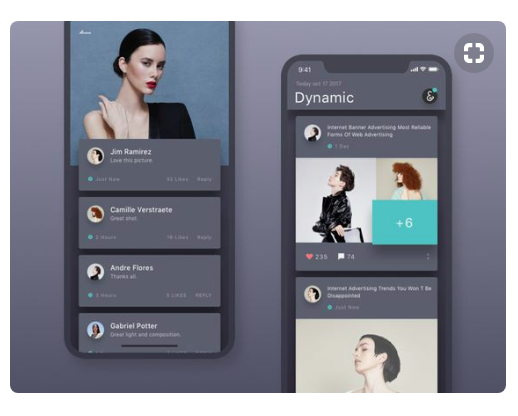 Jim Ramirez
Love this picture
Just Now 32 Likes Reply
Camille Verstraete
Great shot
2 Hours 16 Likes Reply
Andre Flores
Thanks all
3 Hours 5 LIKES REPLY
Gabriel Potter
Great light and composition
9:41
Today Jan 17 2017
Dynamic
Internet Banner Advertising Most Reliable
Forms Of Web Advertising
1 Day
+6
235 74
Internet Advertising Trends You Won T Be
Disappointed
Just Now